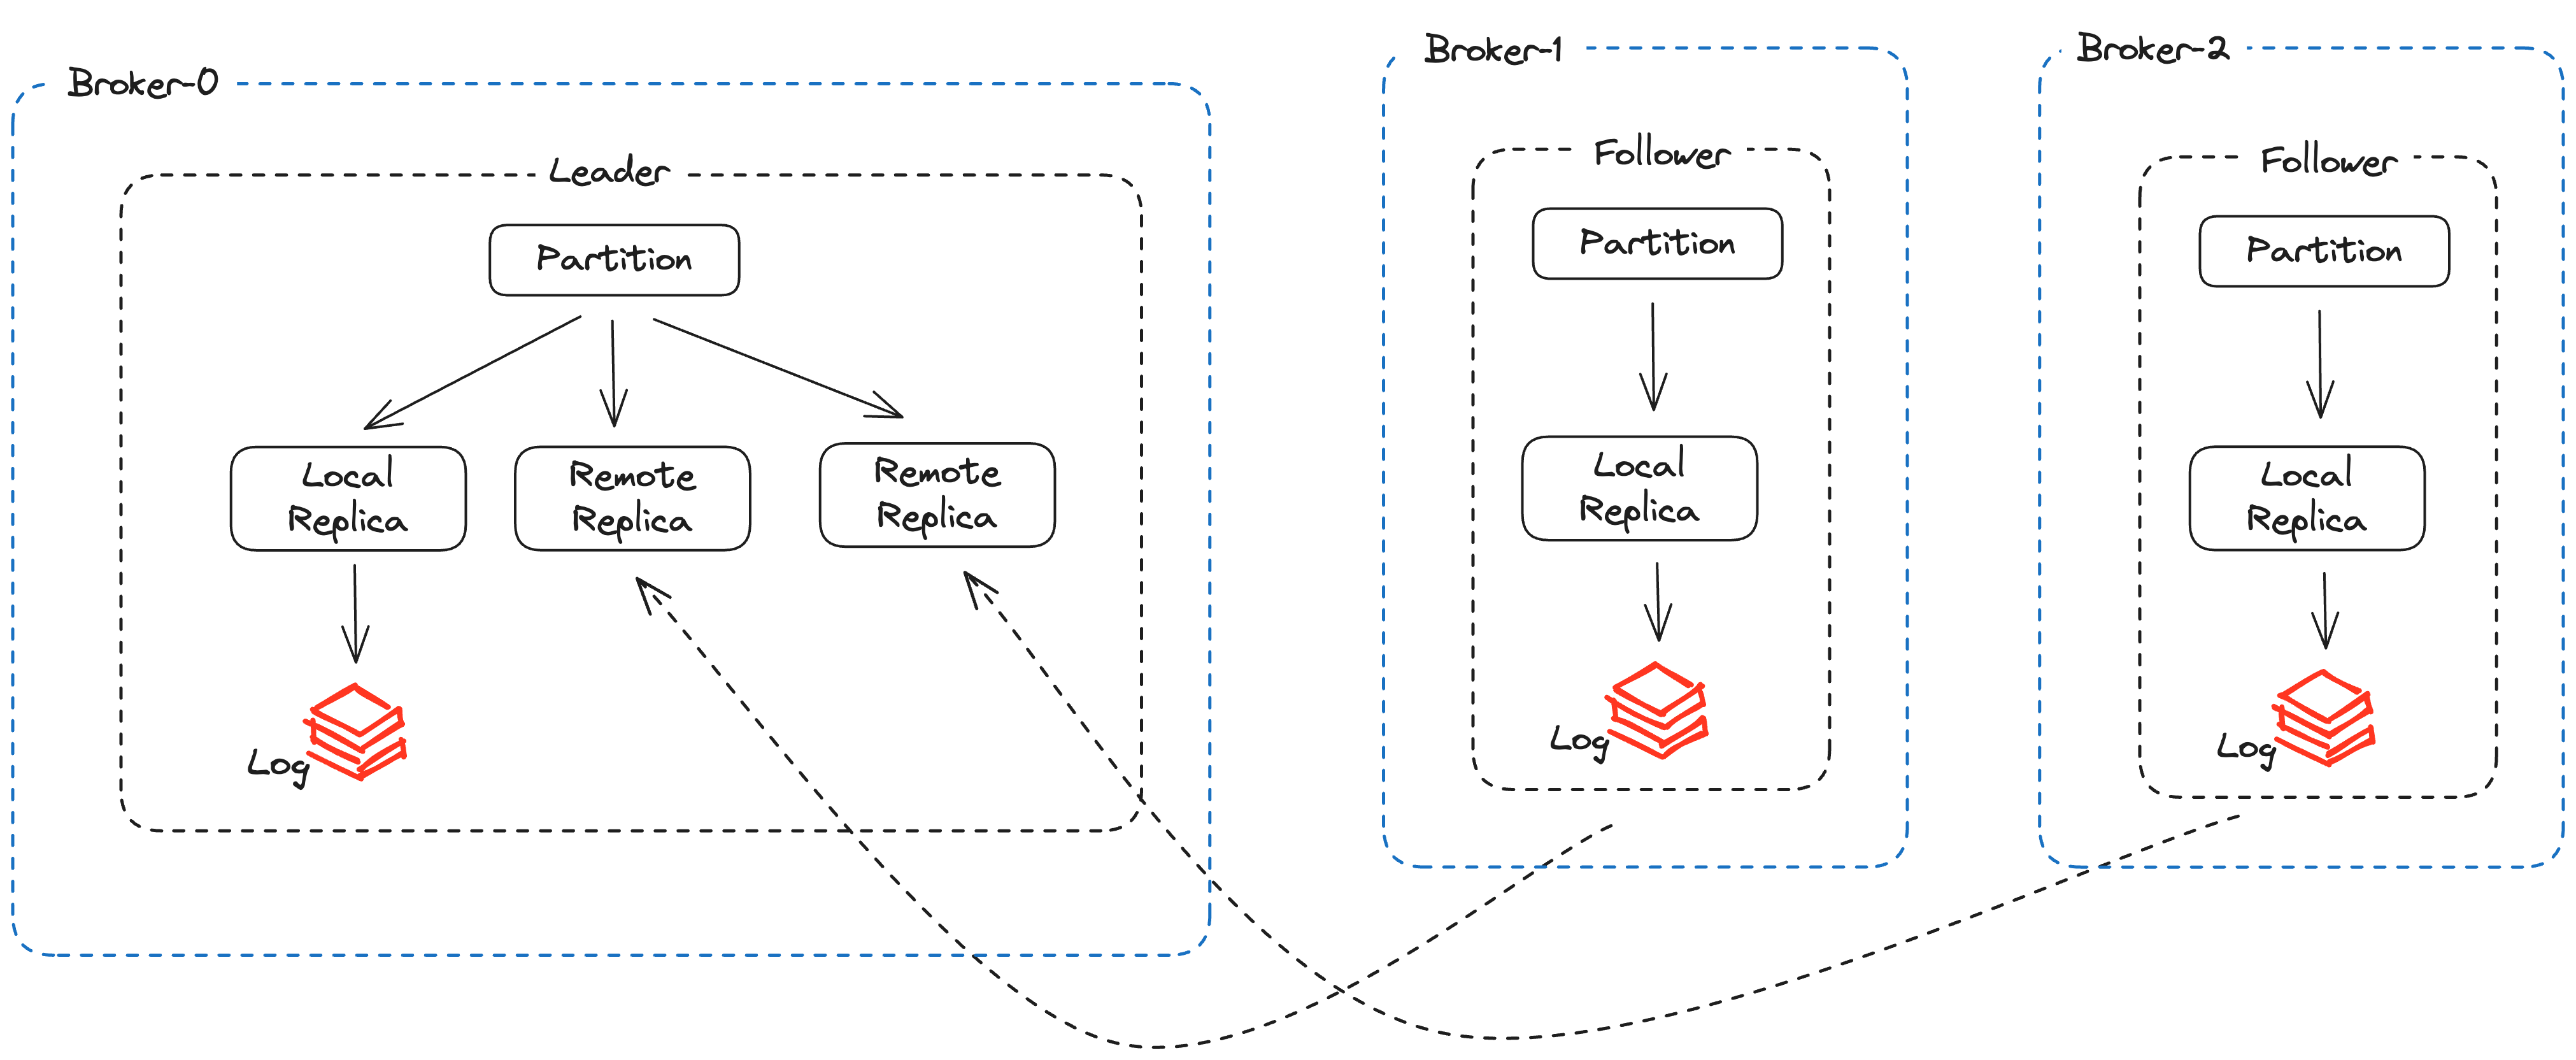 Broker-0
Leader
Partition
Local
Replica
Remote
Replica
Remote
Replica
Log
Broker-1
Follower
Partition
Local
Replica
Log
Broker-2
Follower
Partition
Local
Replica
Log